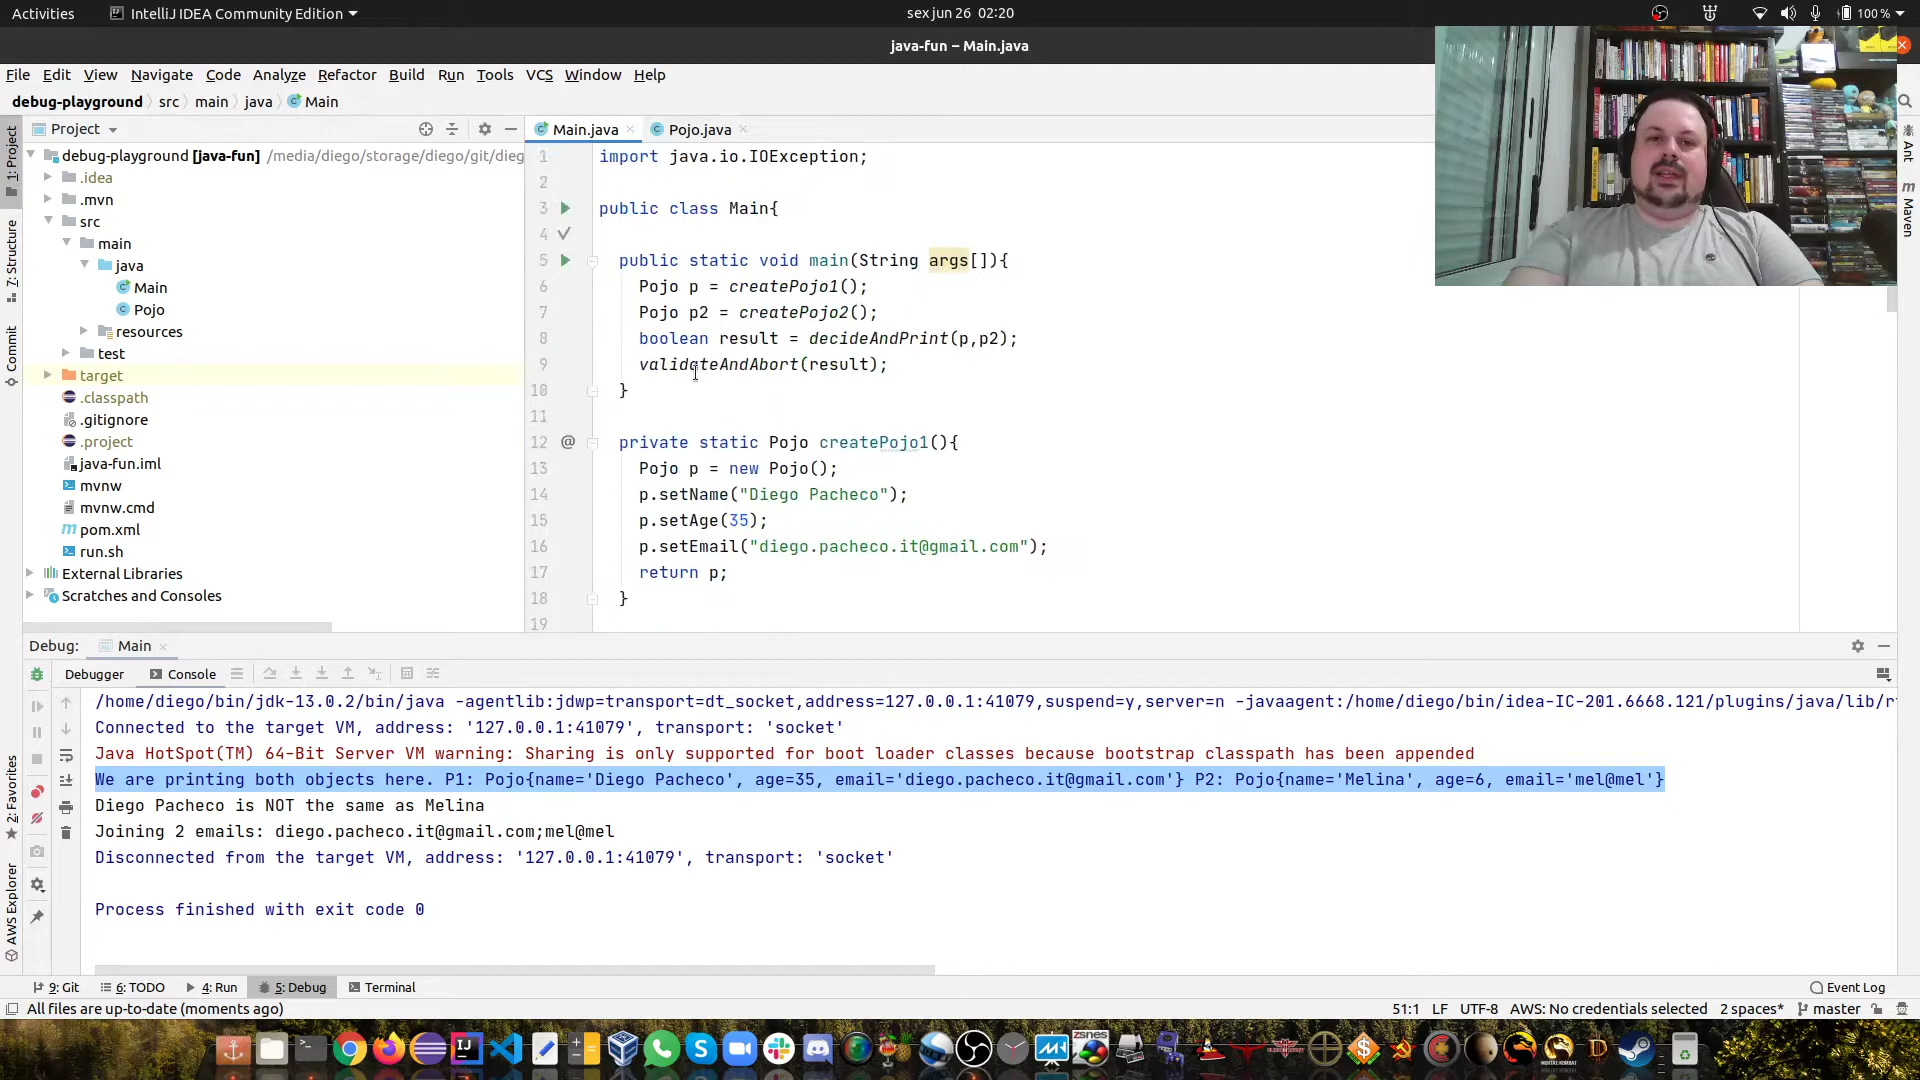 Activities
IntelliJ IDEA Community Edition
sex jun 26 02:20
100 %
java-fun – Main.java
File Edit View Navigate Code Analyze Refactor Build Run Tools VCS Window Help
debug-playground src main java Main
Project
Main.java
Pojo.java
debug-playground [java-fun] /media/diego/storage/diego/git/dieg
.idea
.mvn
src
main
java
Main
Pojo
resources
test
target
.classpath
.gitignore
.project
java-fun.iml
mvnw
mvnw.cmd
pom.xml
run.sh
External Libraries
Scratches and Consoles
1: Project
7: Structure
Commit
2: Favorites
AWS Explorer
1 import java.io.IOException;
2
3 public class Main{
4
5 public static void main(String args[]){
6 Pojo p = createPojo1();
7 Pojo p2 = createPojo2();
8 boolean result = decideAndPrint(p,p2);
9 validateAndAbort(result);
10 }
11
12 @ private static Pojo createPojo1(){
13 Pojo p = new Pojo();
14 p.setName("Diego Pacheco");
15 p.setAge(35);
16 p.setEmail("diego.pacheco.it@gmail.com");
17 return p;
18 }
19
Ant
m Maven
Debug: Main
Debugger Console
/home/diego/bin/jdk-13.0.2/bin/java -agentlib:jdwp=transport=dt_socket,address=127.0.0.1:41079,suspend=y,server=n -javaagent:/home/diego/bin/idea-IC-201.6668.121/plugins/java/lib/r
Connected to the target VM, address: '127.0.0.1:41079', transport: 'socket'
Java HotSpot(TM) 64-Bit Server VM warning: Sharing is only supported for boot loader classes because bootstrap classpath has been appended
We are printing both objects here. P1: Pojo{name='Diego Pacheco', age=35, email='diego.pacheco.it@gmail.com'} P2: Pojo{name='Melina', age=6, email='mel@mel'}
Diego Pacheco is NOT the same as Melina
Joining 2 emails: diego.pacheco.it@gmail.com;mel@mel
Disconnected from the target VM, address: '127.0.0.1:41079', transport: 'socket'
Process finished with exit code 0
9: Git 6: TODO 4: Run 5: Debug Terminal
Event Log
All files are up-to-date (moments ago)
51:1 LF UTF-8 AWS: No credentials selected 2 spaces* master
zsnes